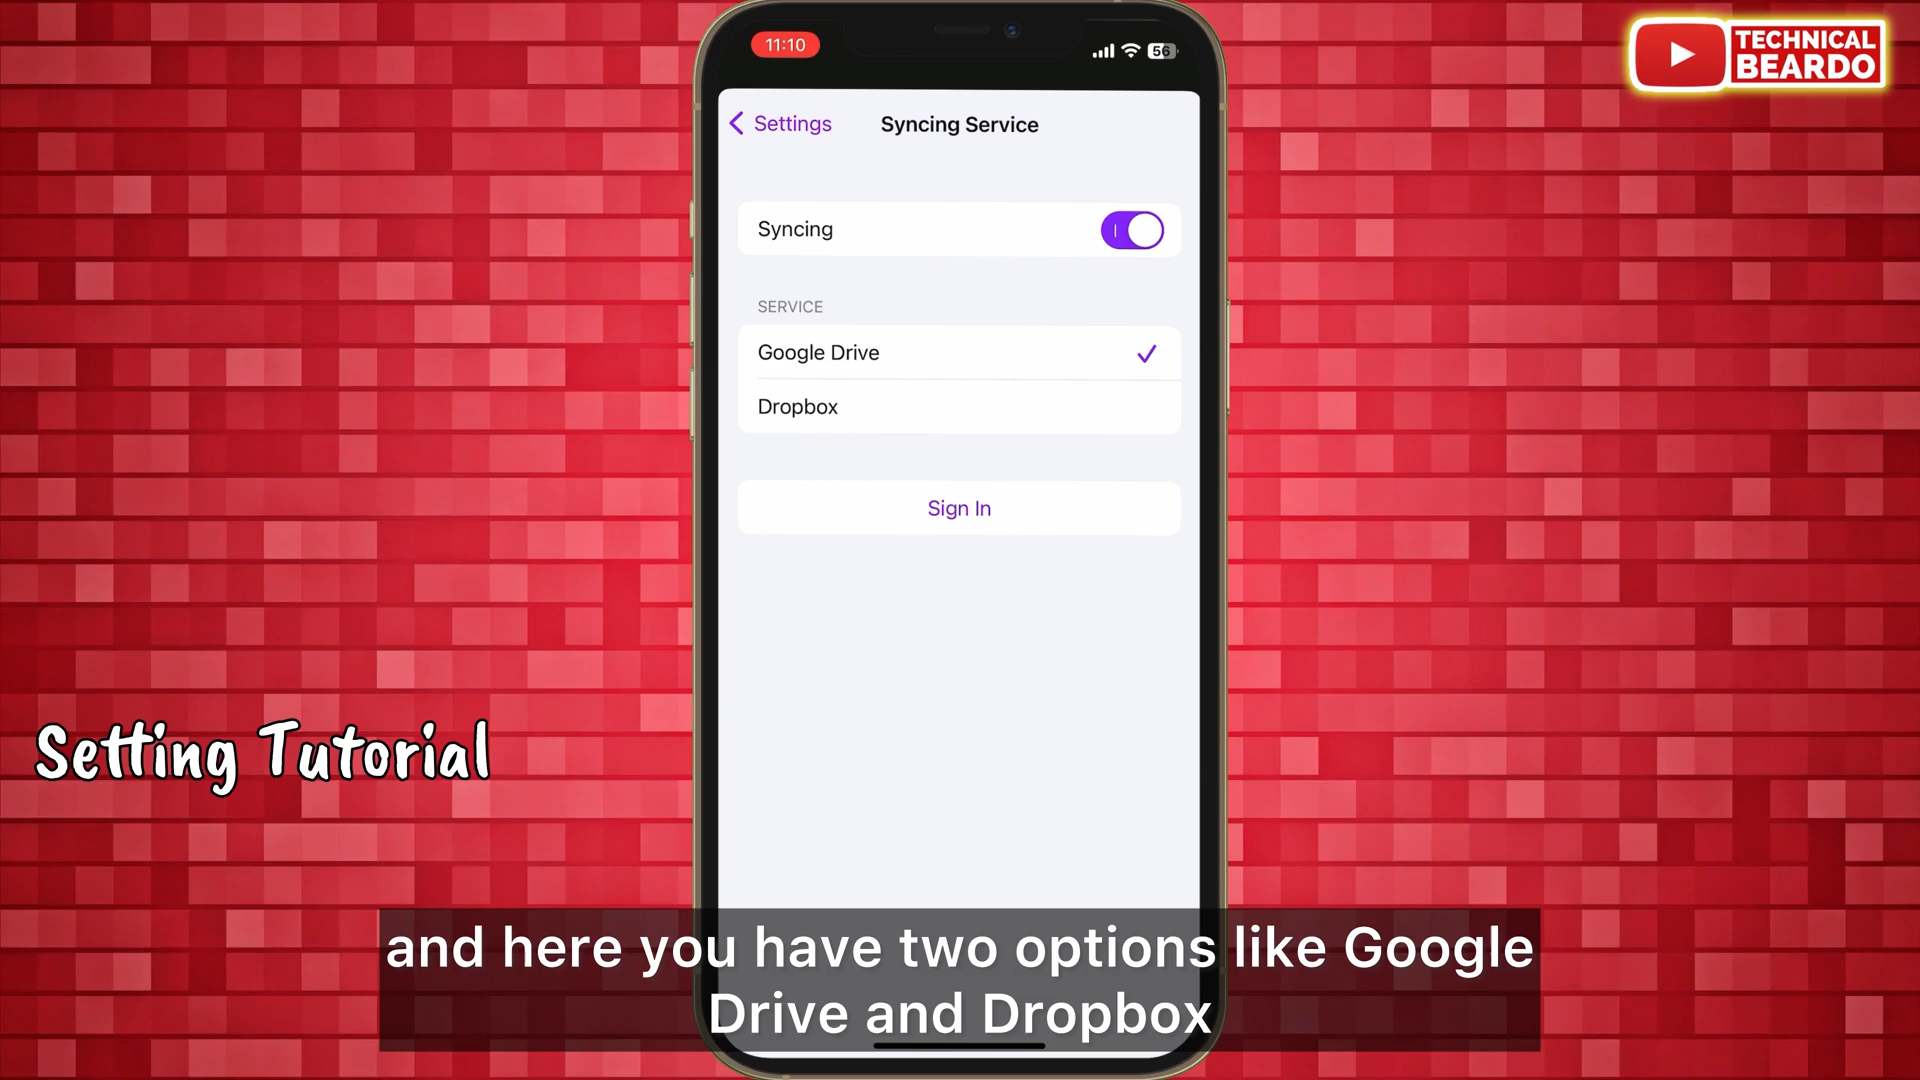 11:10
56
TECHNICAL
BEARDO
Settings
Syncing Service
Syncing
SERVICE
Google Drive
Dropbox
Sign In
Setting Tutorial
and here you have two options like Google
Drive and Dropbox